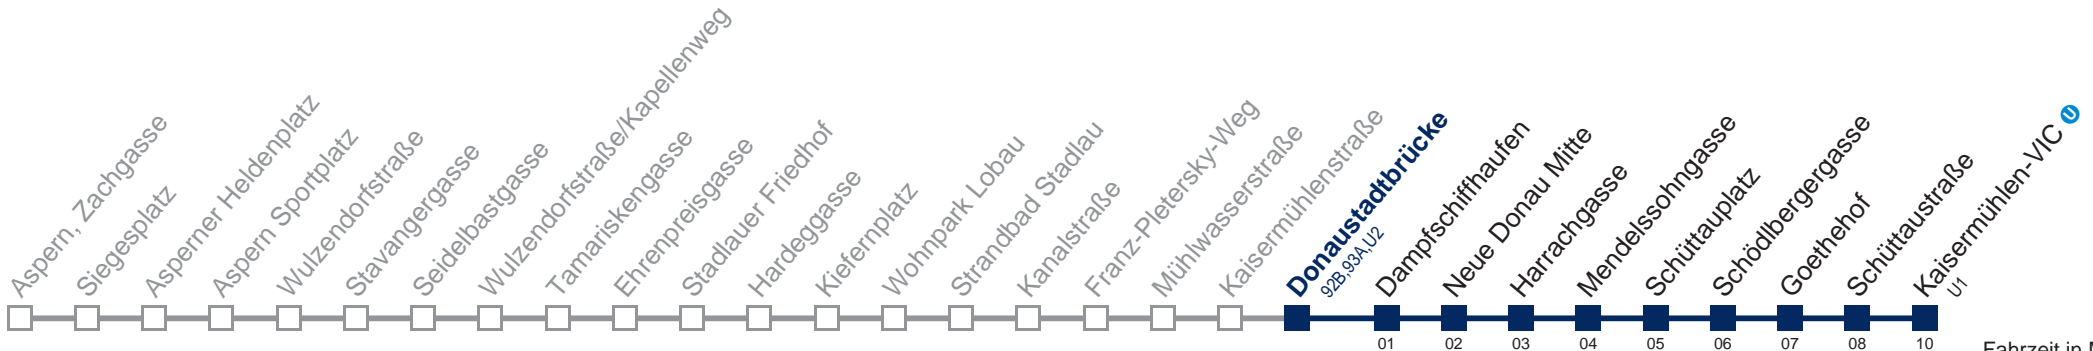 Aspern, Zachgasse
Siegesplatz
Asperner Heldenplatz
Aspern Sportplatz
Wulzendorfstraße
Stavangergasse
Seidelbastgasse
Wulzendorfstraße/Kapellenweg
Tamariskengasse
Ehrenpreisgasse
Stadlauer Friedhof
Hardeggasse
Kiefernplatz
Wohnpark Lobau
Strandbad Stadlau
Kanalstraße
Franz-Pletersky-Weg
Mühlwasserstraße
Kaisermühlenstraße
Donaustadtbrücke
92B,93A,U2
Dampfschiffhaufen
Neue Donau Mitte
Harrachgasse
Mendelssohngasse
Schüttauplatz
Schödlbergergasse
Goethehof
Schüttaustraße
Kaisermühlen-VIC U
U1
01 02 03 04 05 06 07 08 10
Fahrzeit in